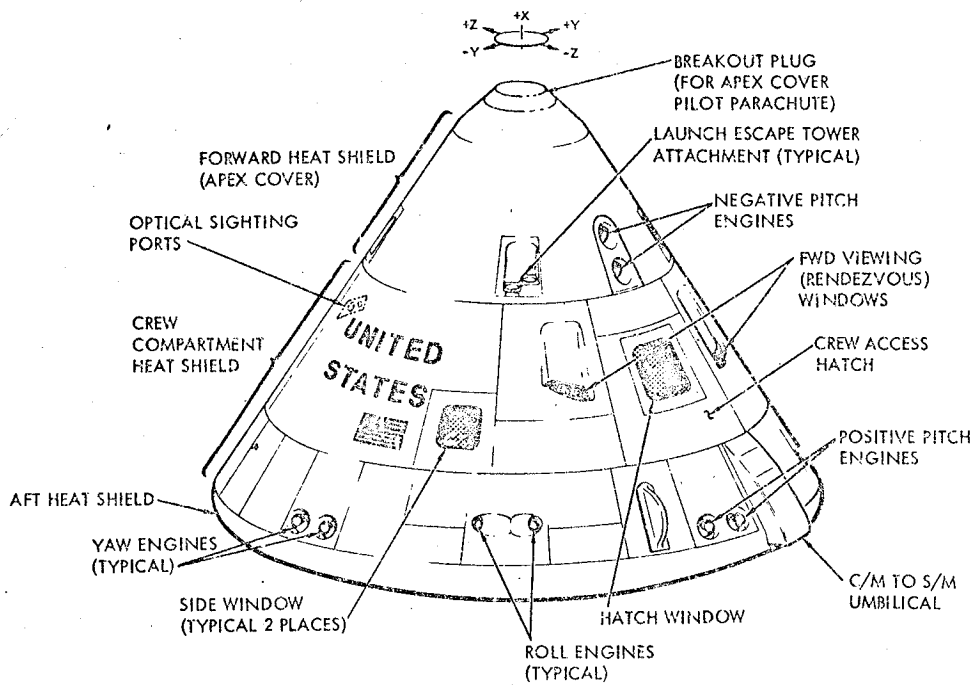 +X
+Z
+Y
-Y
-Z
BREAKOUT PLUG
(FOR APEX COVER
PILOT PARACHUTE)
LAUNCH ESCAPE TOWER
ATTACHMENT (TYPICAL)
FORWARD HEAT SHIELD
(APEX COVER)
NEGATIVE PITCH
ENGINES
OPTICAL SIGHTING
PORTS
FWD VIEWING
(RENDEZVOUS)
WINDOWS
CREW
COMPARTMENT
HEAT SHIELD
UNITED
STATES
CREW ACCESS
HATCH
POSITIVE PITCH
ENGINES
AFT HEAT SHIELD
YAW ENGINES
(TYPICAL)
C/M TO S/M
UMBILICAL
SIDE WINDOW
(TYPICAL 2 PLACES)
HATCH WINDOW
ROLL ENGINES
(TYPICAL)